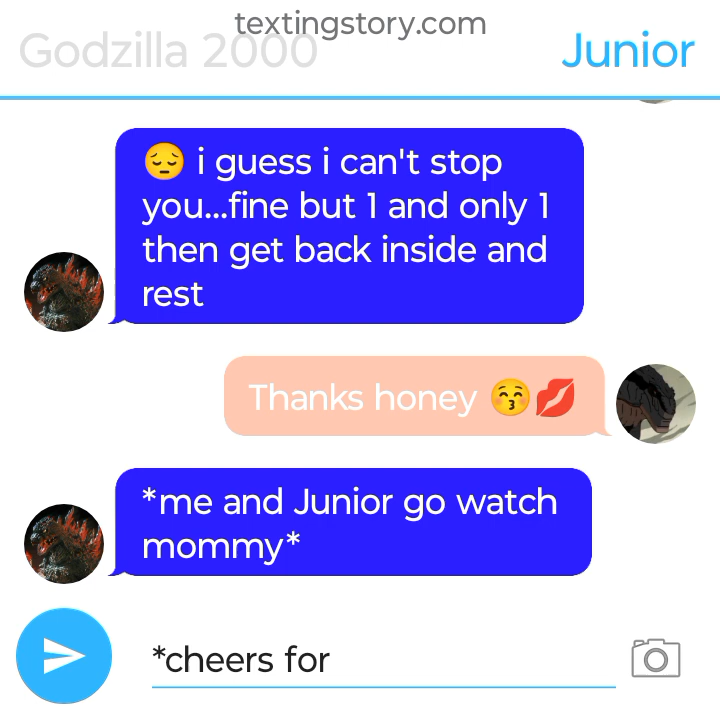 textingstory.com
Godzilla 2000
Junior
😔 i guess i can't stop
you...fine but 1 and only 1
then get back inside and
rest
Thanks honey 😚💋
*me and Junior go watch
mommy*
*cheers for